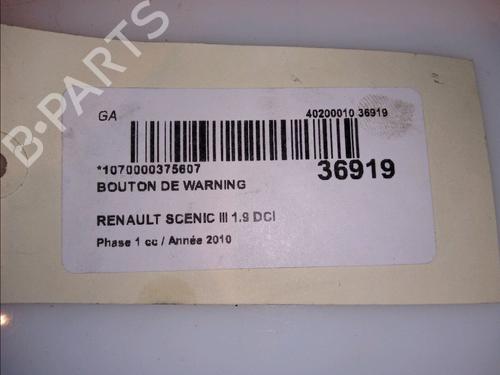 B-PARTS
GA
40200010 36919
*1070000375607
36919
BOUTON DE WARNING
RENAULT SCENIC III 1.9 DCI
Phase 1 cc / Année 2010